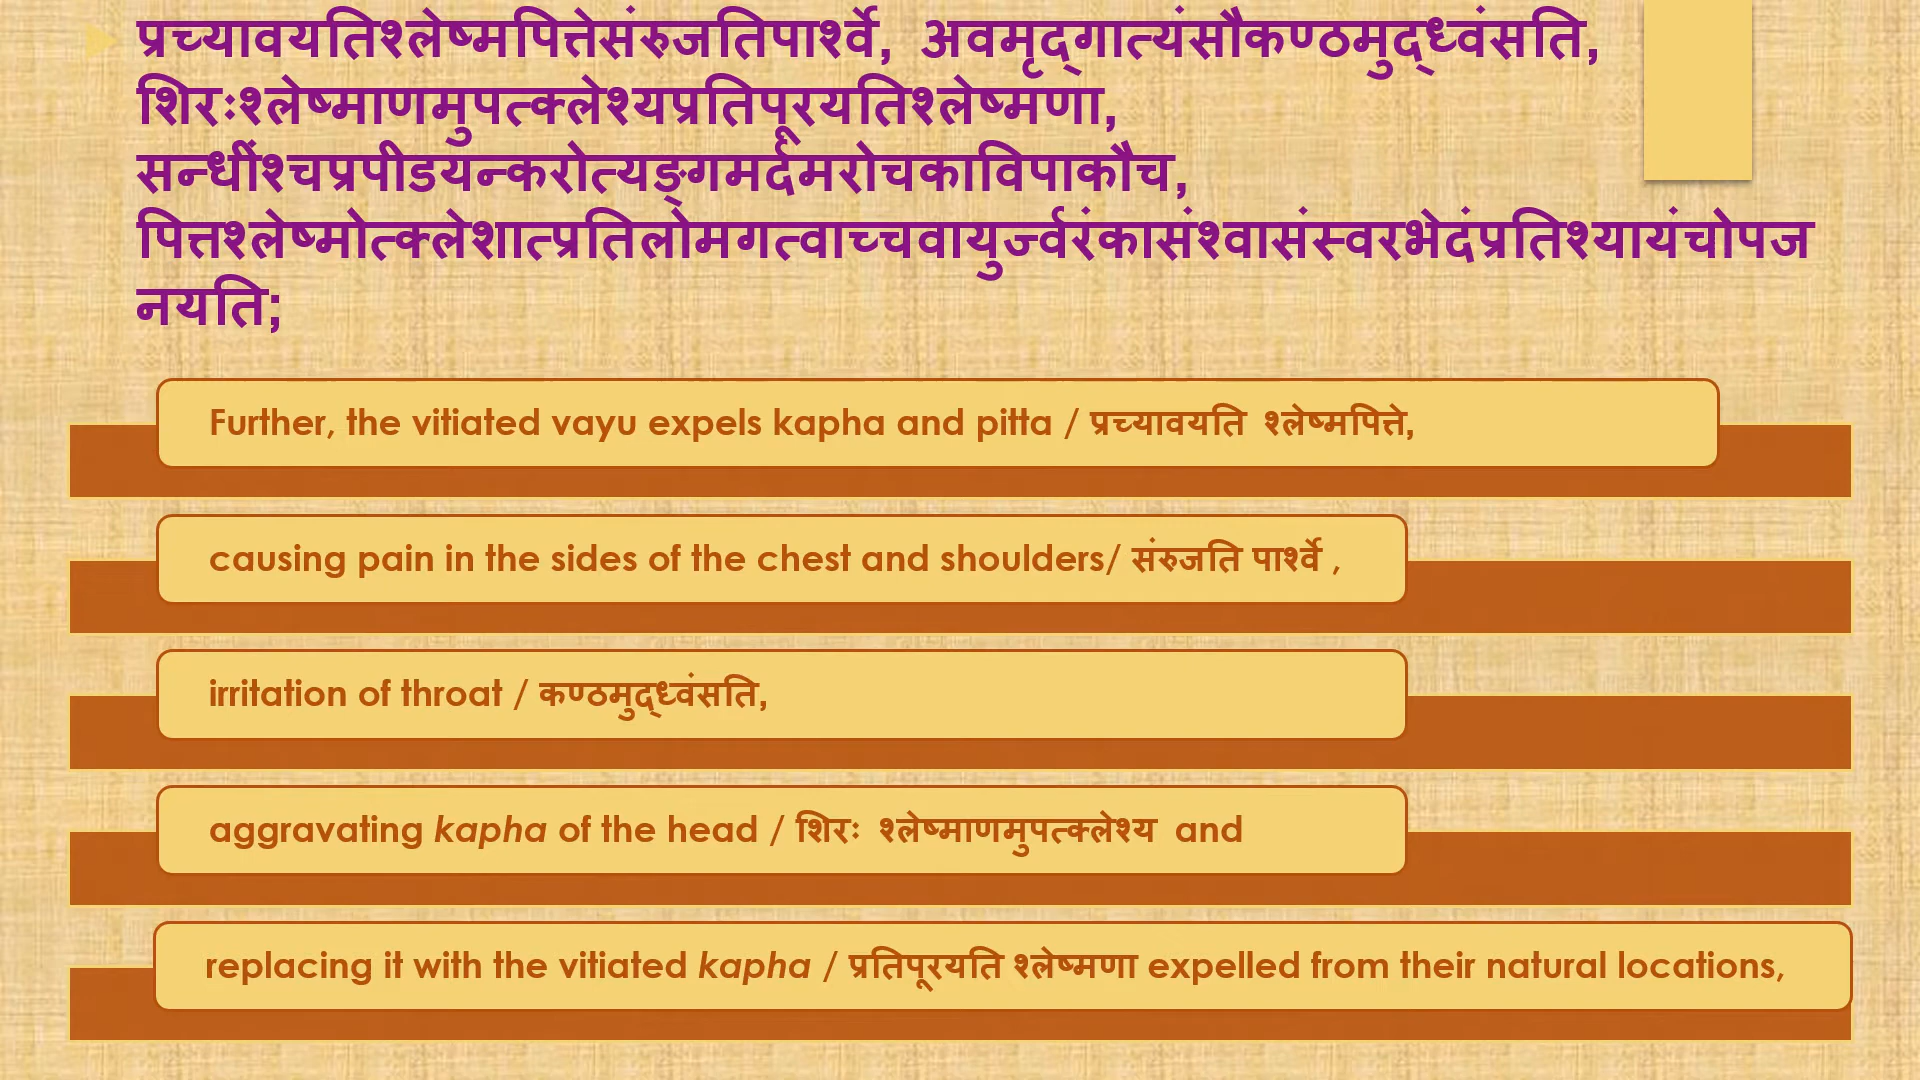 प्रच्यावयतिश्लेष्मपित्तेसंरुजतिपार्श्वे, अवमृद्गात्यंसौकण्ठमुद्ध्वंसति,
शिरःश्लेष्माणमुपत्क्लेश्यप्रतिपूरयतिश्लेष्मणा,
सन्धींश्चप्रपीडयन्करोत्यङ्गमर्दमरोचकाविपाकौच,
पित्तश्लेष्मोत्क्लेशात्प्रतिलोमगत्वाच्चवायुर्ज्वरंकासंश्वासंस्वरभेदंप्रतिश्यायंचोपज
नयति;
Further, the vitiated vayu expels kapha and pitta / प्रच्यावयति श्लेष्मपित्ते,
causing pain in the sides of the chest and shoulders/ संरुजति पार्श्वे ,
irritation of throat / कण्ठमुद्ध्वंसति,
aggravating kapha of the head / शिरः श्लेष्माणमुपत्क्लेश्य and
replacing it with the vitiated kapha / प्रतिपूरयति श्लेष्मणा expelled from their natural locations,